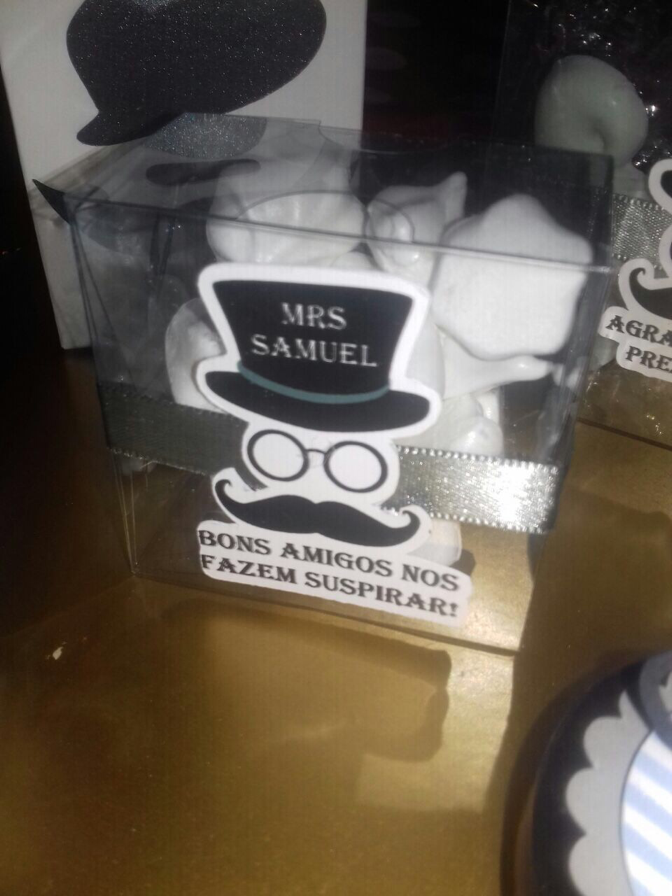 MRS
SAMUEL
BONS AMIGOS NOS
FAZEM SUSPIRAR!